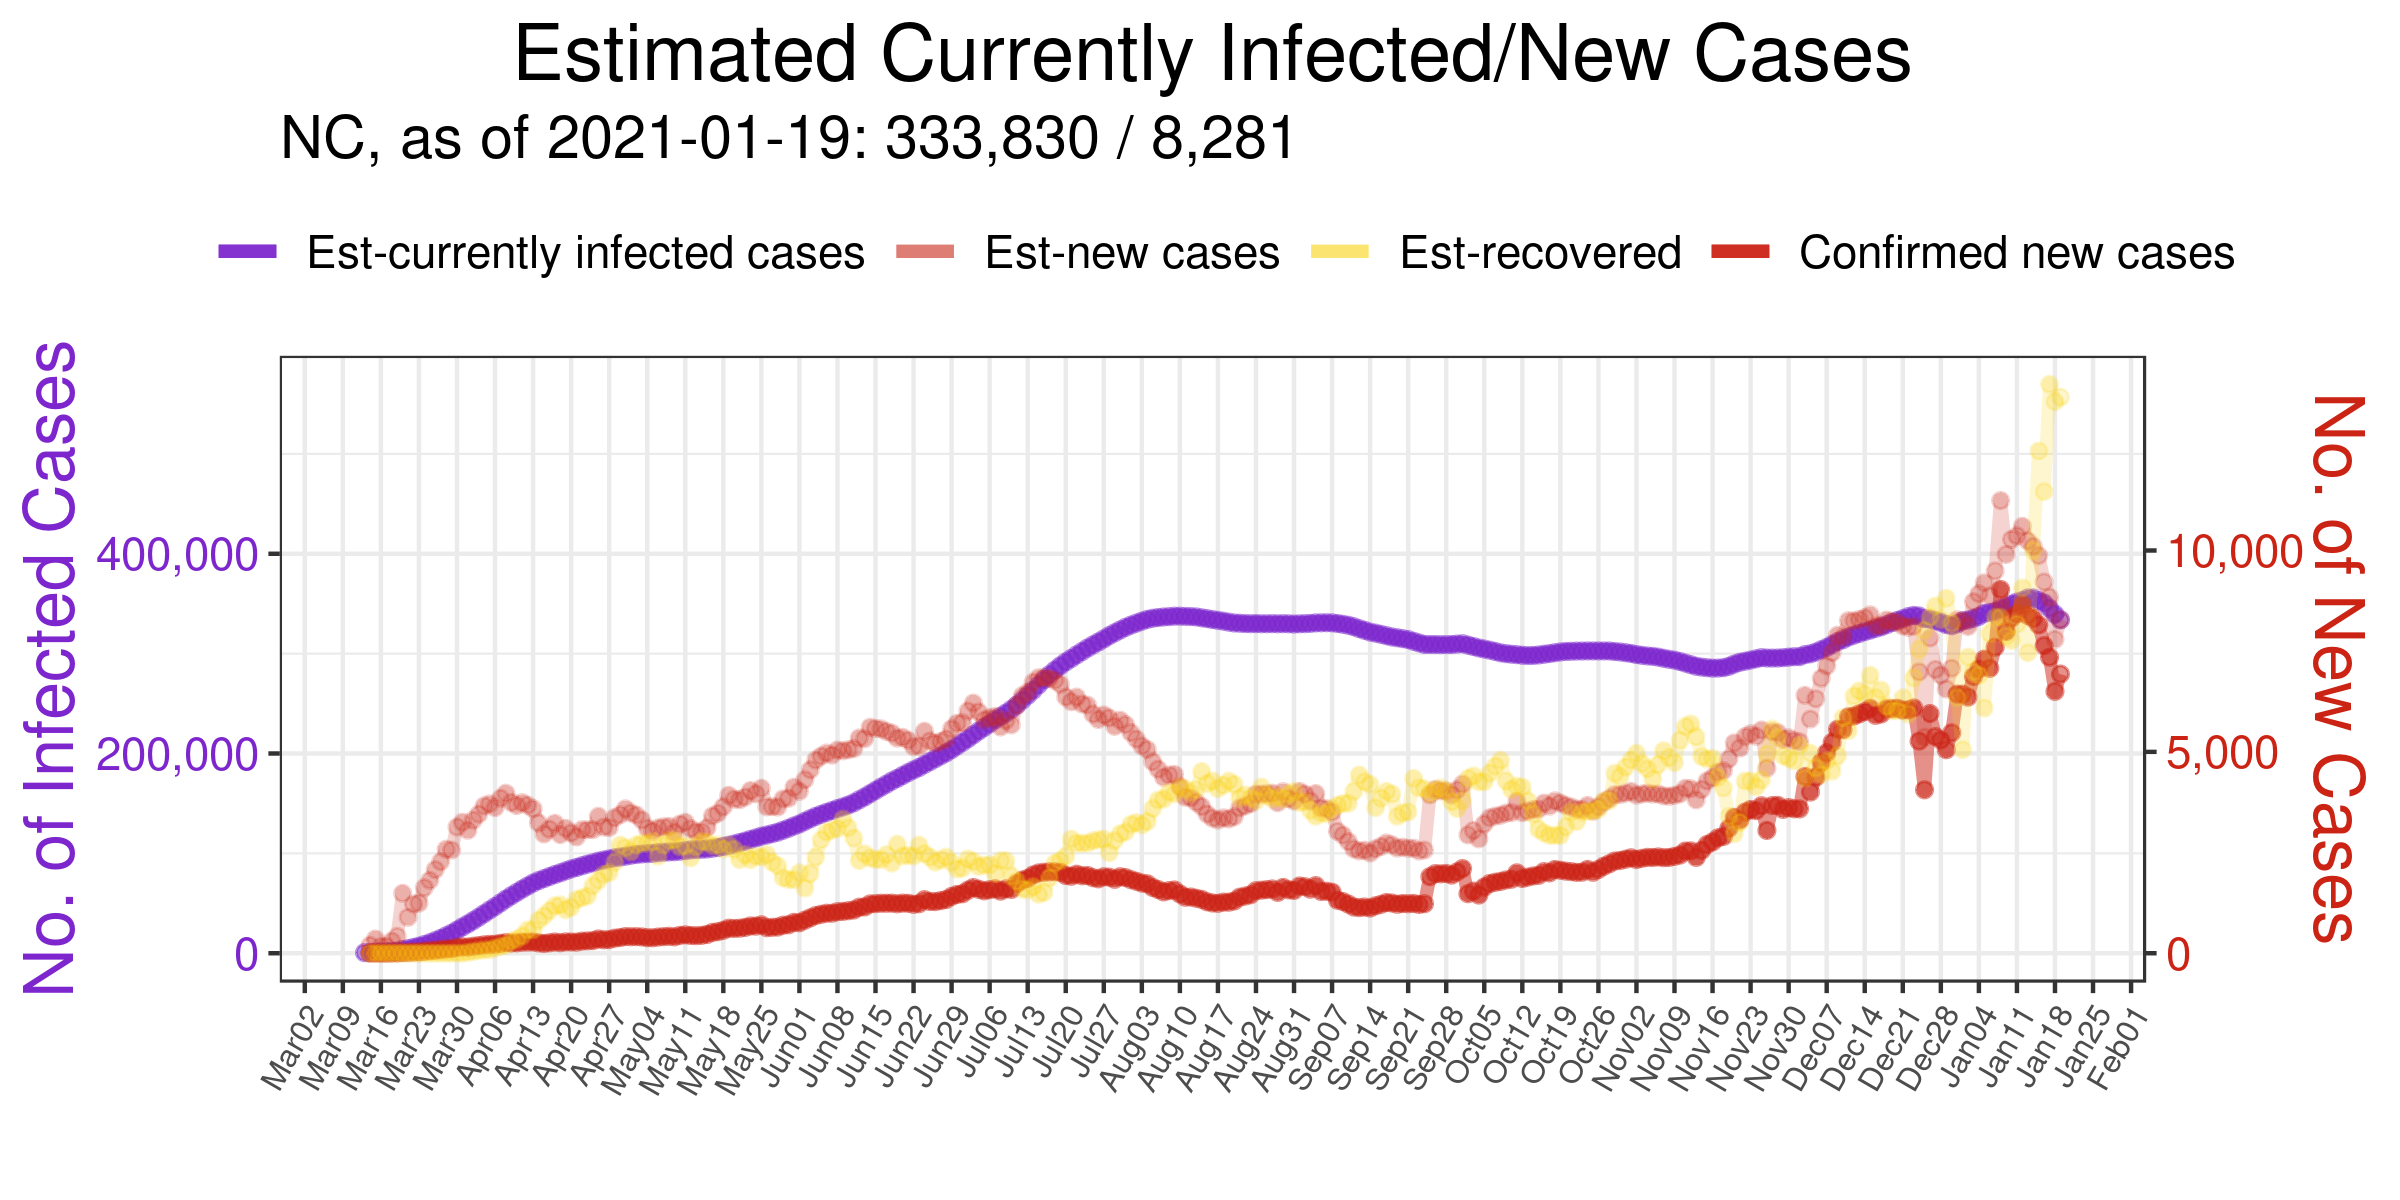 Estimated Currently Infected/New Cases
NC, as of 2021-01-19: 333,830 / 8,281
Est-currently infected cases
Est-new cases
Est-recovered
Confirmed new cases
No. of Infected Cases
400,000
200,000
0
10,000
5,000
0
No. of New Cases
Mar02
Mar09
Mar16
Mar23
Mar30
Apr06
Apr13
Apr20
Apr27
May04
May11
May18
May25
Jun01
Jun08
Jun15
Jun22
Jun29
Jul06
Jul13
Jul20
Jul27
Aug03
Aug10
Aug17
Aug24
Aug31
Sep07
Sep14
Sep21
Sep28
Oct05
Oct12
Oct19
Oct26
Nov02
Nov09
Nov16
Nov23
Nov30
Dec07
Dec14
Dec21
Dec28
Jan04
Jan11
Jan18
Jan25
Feb01